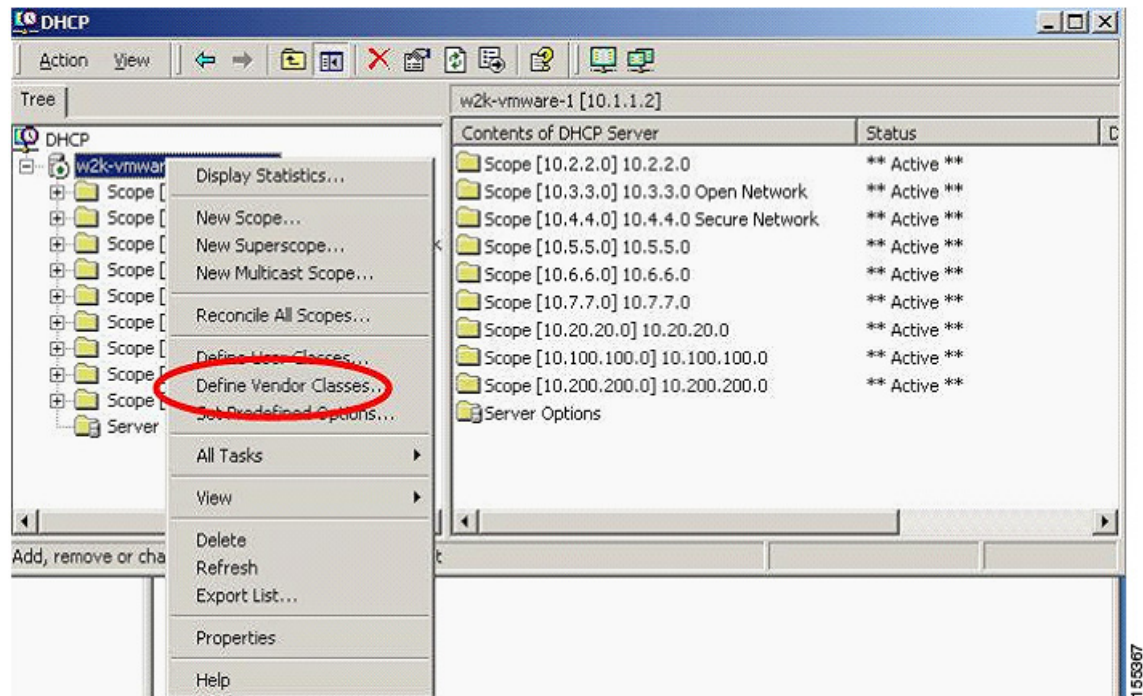 DHCP
Action View
Tree
w2k-vmware-1 [10.1.1.2]
DHCP
w2k-vmwar
Scope [
Scope [
Scope [
Scope [
Scope [
Scope [
Scope [
Scope [
Scope [
Server
Display Statistics...
New Scope...
New Superscope...
New Multicast Scope...
Reconcile All Scopes...
Define User Classes...
Define Vendor Classes...
Set Predefined Options...
All Tasks
View
Delete
Refresh
Export List...
Properties
Help
Contents of DHCP Server Status D
Scope [10.2.2.0] 10.2.2.0 ** Active **
Scope [10.3.3.0] 10.3.3.0 Open Network ** Active **
Scope [10.4.4.0] 10.4.4.0 Secure Network ** Active **
Scope [10.5.5.0] 10.5.5.0 ** Active **
Scope [10.6.6.0] 10.6.6.0 ** Active **
Scope [10.7.7.0] 10.7.7.0 ** Active **
Scope [10.20.20.0] 10.20.20.0 ** Active **
Scope [10.100.100.0] 10.100.100.0 ** Active **
Scope [10.200.200.0] 10.200.200.0 ** Active **
Server Options
Add, remove or cha
155367